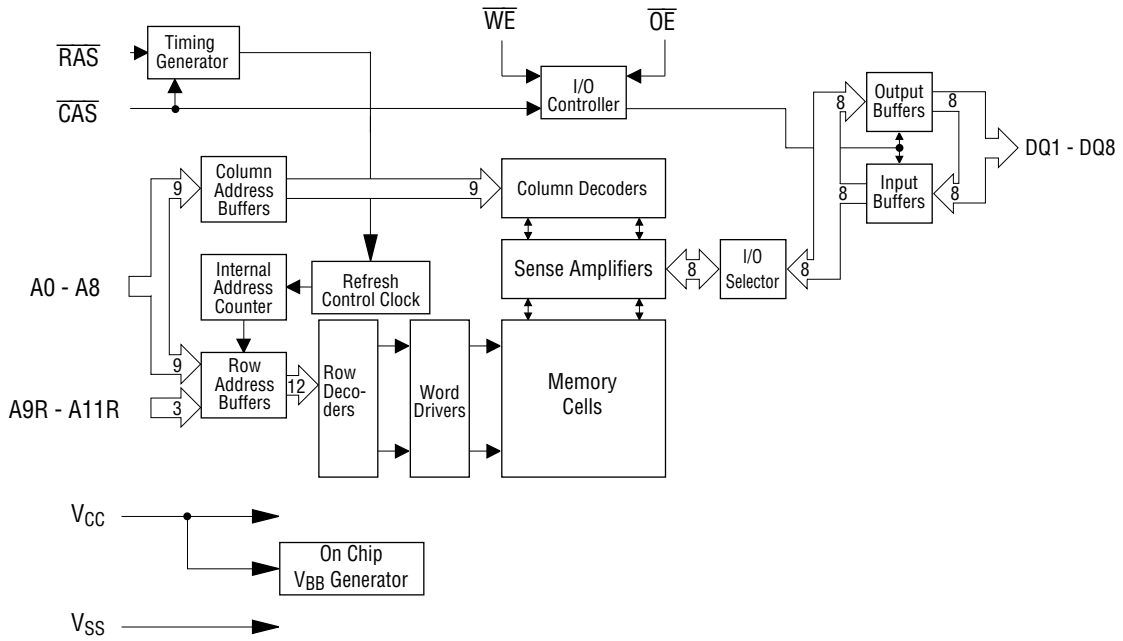 WE
OE
RAS
Timing
Generator
CAS
I/O
Controller
Output
Buffers
8
8
DQ1 - DQ8
Input
Buffers
8
8
9
Column
Address
Buffers
9
Column Decoders
Sense Amplifiers
8
I/O
Selector
8
A0 - A8
Internal
Address
Counter
Refresh
Control Clock
9
Row
Address
Buffers
12
Row
Deco-
ders
Word
Drivers
Memory
Cells
A9R - A11R
3
VCC
On Chip
VBB Generator
VSS